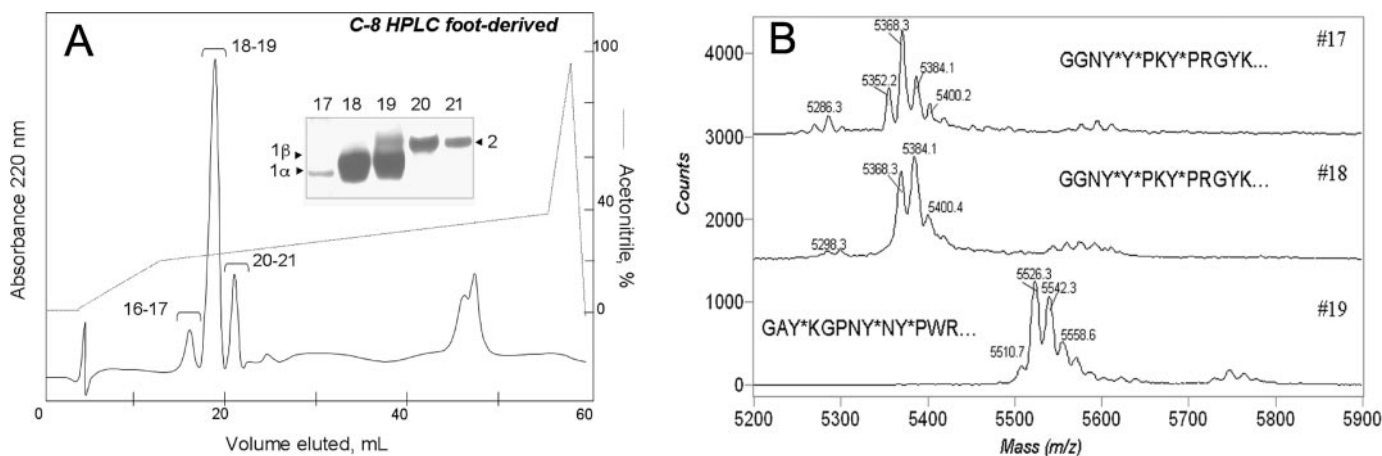 A
C-8 HPLC foot-derived
18-19
17 18 19 20 21
1β
1α
2
20-21
16-17
100
40
0
Acetonitrile, %
Absorbance 220 nm
0 20 40 60
Volume eluted, mL
B
#17
GGNY*Y*PKY*PRGYK...
5368.3
5384.1
5352.2
5400.2
5286.3
#18
GGNY*Y*PKY*PRGYK...
5384.1
5368.3
5400.4
5298.3
#19
GAY*KGPNY*NY*PWR...
5526.3
5542.3
5558.6
5510.7
4000
3000
2000
1000
0
Counts
5200 5300 5400 5500 5600 5700 5800 5900
Mass (m/z)